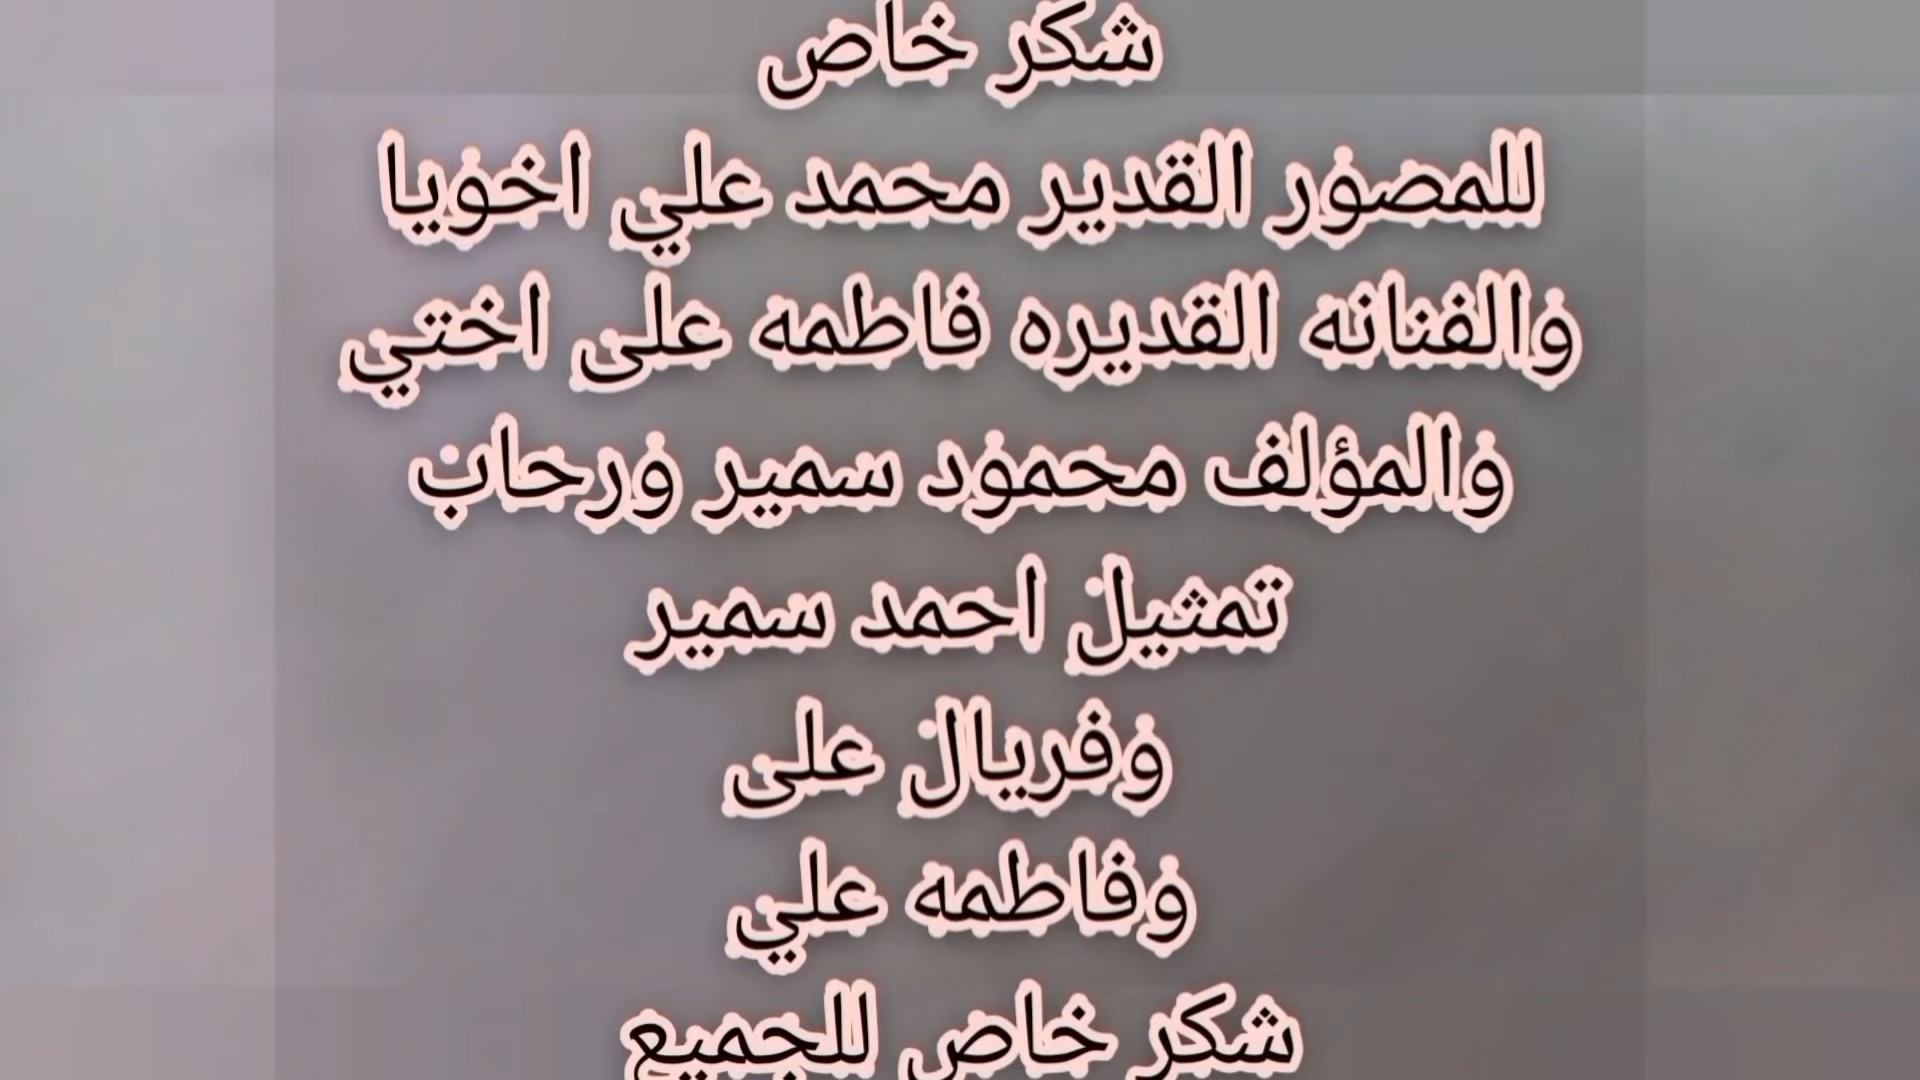 شكر خاص
للمصور القدير محمد علي اخويا
والفنانه القديره فاطمه على اختي
والمؤلف محمود سمير ورحاب
تمثيل احمد سمير
وفريال على
وفاطمه علي
شكر خاص للجميع